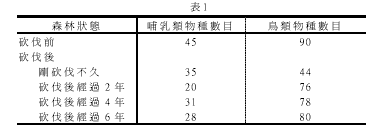 表1
森林狀態 哺乳類物種數目 鳥類物種數目
砍伐前 45 90
砍伐後
剛砍伐不久 35 44
砍伐後經過 2 年 20 76
砍伐後經過 4 年 31 78
砍伐後經過 6 年 28 80